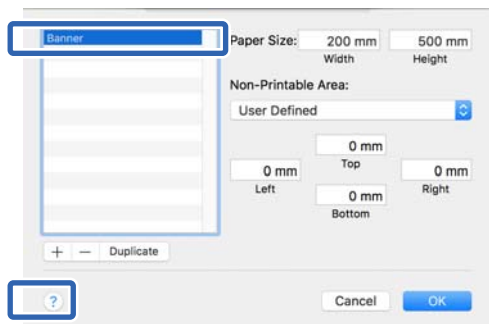 Banner
Paper Size: 200 mm 500 mm
Width Height
Non-Printable Area:
User Defined
0 mm
Top
0 mm 0 mm
Left Right
0 mm
Bottom
+ − Duplicate
? Cancel OK